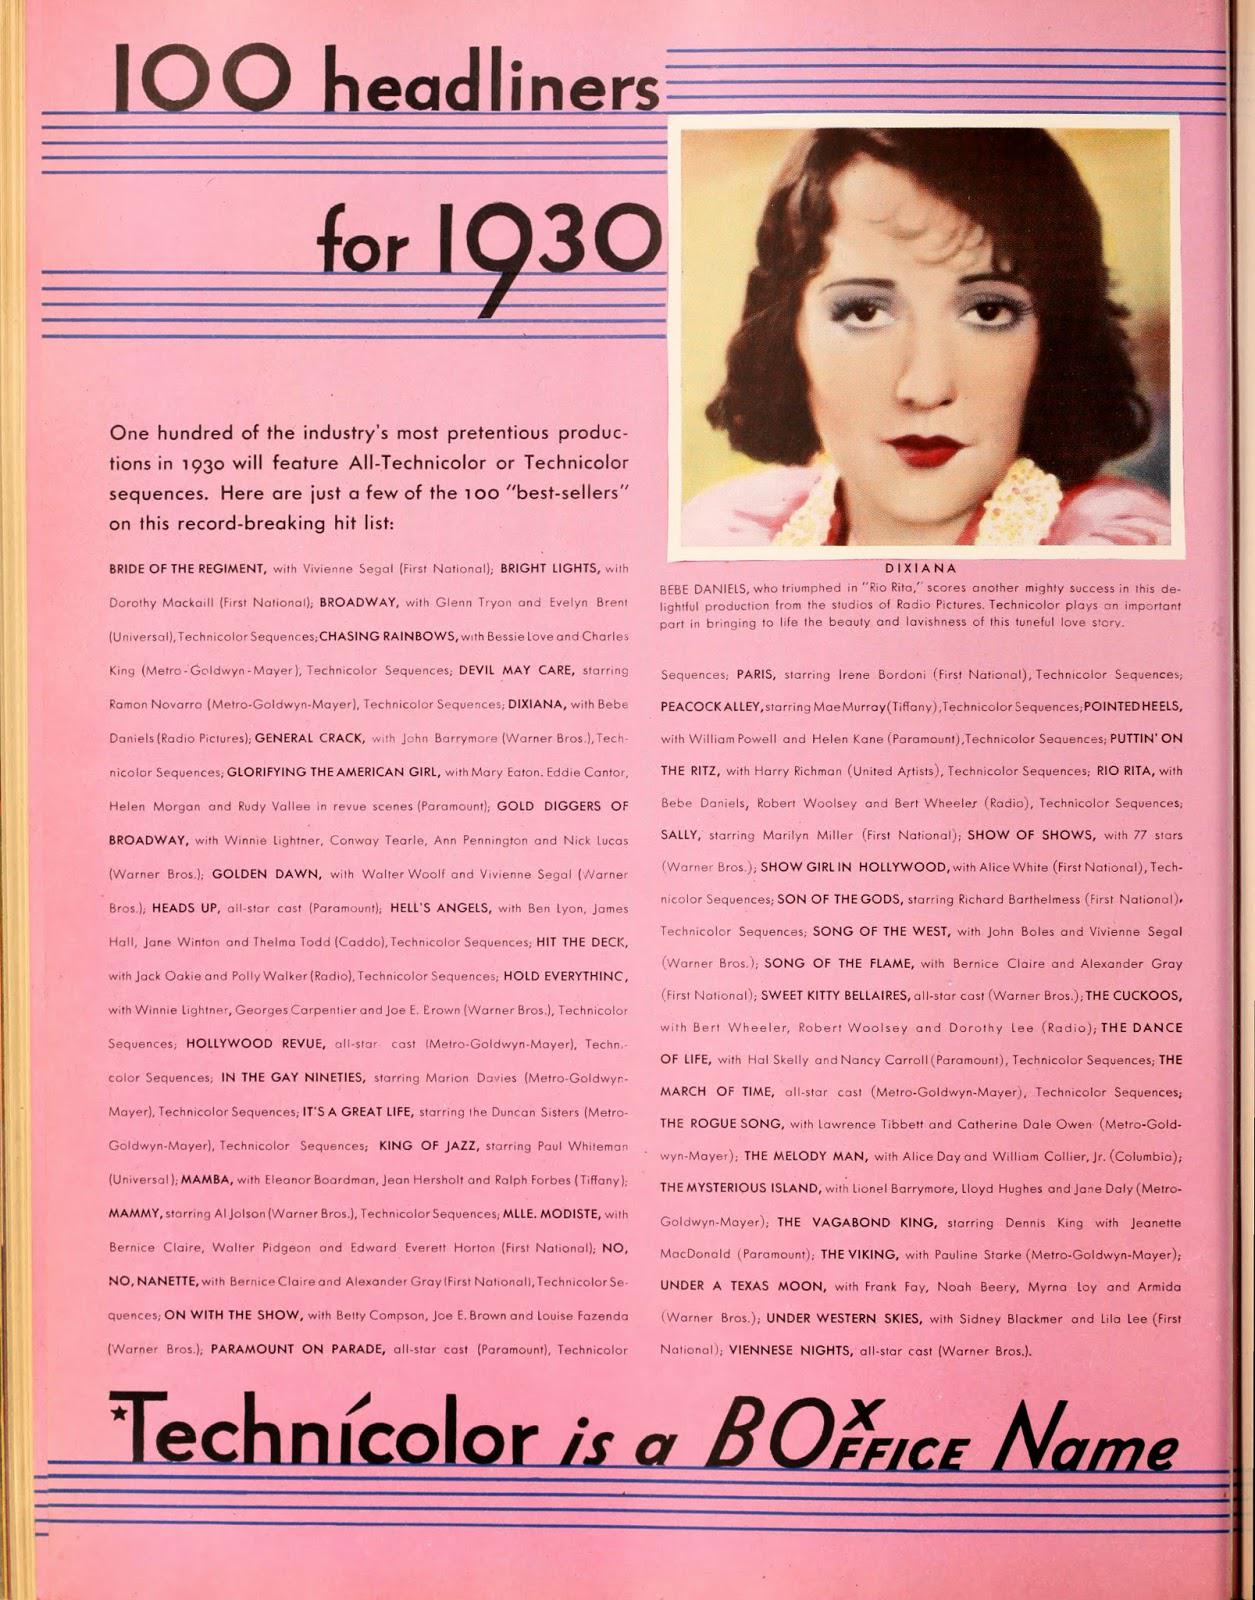 100 headliners
for 1930
One hundred of the industry's most pretentious produc-
tions in 1930 will feature All-Technicolor or Technicolor
sequences. Here are just a few of the 100 "best-sellers"
on this record-breaking hit list:
BRIDE OF THE REGIMENT, with Vivienne Segal (First National); BRIGHT LIGHTS, with
Dorothy Mackaill (First National); BROADWAY, with Glenn Tryon and Evelyn Brent
(Universal), Technicolor Sequences; CHASING RAINBOWS, with Bessie Love and Charles
King (Metro-Goldwyn-Mayer), Technicolor Sequences; DEVIL MAY CARE, starring
Ramon Novarro (Metro-Goldwyn-Mayer), Technicolor Sequences; DIXIANA, with Bebe
Daniels (Radio Pictures); GENERAL CRACK, with John Barrymore (Warner Bros.), Tech-
nicolor Sequences; GLORIFYING THE AMERICAN GIRL, with Mary Eaton. Eddie Cantor,
Helen Morgan and Rudy Vallee in revue scenes (Paramount); GOLD DIGGERS OF
BROADWAY, with Winnie Lightner, Conway Tearle, Ann Pennington and Nick Lucas
(Warner Bros.); GOLDEN DAWN, with Walter Woolf and Vivienne Segal (Warner
Bros.); HEADS UP, all-star cast (Paramount); HELL'S ANGELS, with Ben Lyon, James
Hall, Jane Winton and Thelma Todd (Caddo), Technicolor Sequences; HIT THE DECK,
with Jack Oakie and Polly Walker (Radio), Technicolor Sequences; HOLD EVERYTHING,
with Winnie Lightner, Georges Carpentier and Joe E. Brown (Warner Bros.), Technicolor
Sequences; HOLLYWOOD REVUE, all-star cast (Metro-Goldwyn-Mayer), Techni-
color Sequences; IN THE GAY NINETIES, starring Marion Davies (Metro-Goldwyn-
Mayer), Technicolor Sequences; IT'S A GREAT LIFE, starring the Duncan Sisters (Metro-
Goldwyn-Mayer), Technicolor Sequences; KING OF JAZZ, starring Paul Whiteman
(Universal); MAMBA, with Eleanor Boardman, Jean Hersholt and Ralph Forbes (Tiffany);
MAMMY, starring Al Jolson (Warner Bros.), Technicolor Sequences; MLLE. MODISTE, with
Bernice Claire, Walter Pidgeon and Edward Everett Horton (First National); NO,
NO, NANETTE, with Bernice Claire and Alexander Gray (First National), Technicolor Se-
quences; ON WITH THE SHOW, with Betty Compson, Joe E. Brown and Louise Fazenda
(Warner Bros.); PARAMOUNT ON PARADE, all-star cast (Paramount), Technicolor
DIXIANA
BEBE DANIELS, who triumphed in "Rio Rita," scores another mighty success in this de-
lightful production from the studios of Radio Pictures. Technicolor plays an important
part in bringing to life the beauty and lavishness of this tuneful love story.
Sequences; PARIS, starring Irene Bordoni (First National), Technicolor Sequences;
PEACOCK ALLEY, starring Mae Murray (Tiffany), Technicolor Sequences; POINTED HEELS,
with William Powell and Helen Kane (Paramount), Technicolor Sequences; PUTTIN' ON
THE RITZ, with Harry Richman (United Artists), Technicolor Sequences; RIO RITA, with
Bebe Daniels, Robert Woolsey and Bert Wheeler (Radio), Technicolor Sequences;
SALLY, starring Marilyn Miller (First National); SHOW OF SHOWS, with 77 stars
(Warner Bros.); SHOW GIRL IN HOLLYWOOD, with Alice White (First National), Tech-
nicolor Sequences; SON OF THE GODS, starring Richard Barthelmess (First National),
Technicolor Sequences; SONG OF THE WEST, with John Boles and Vivienne Segal
(Warner Bros.); SONG OF THE FLAME, with Bernice Claire and Alexander Gray
(First National); SWEET KITTY BELLAIRES, all-star cast (Warner Bros.); THE CUCKOOS,
with Bert Wheeler, Robert Woolsey and Dorothy Lee (Radio); THE DANCE
OF LIFE, with Hal Skelly and Nancy Carroll (Paramount), Technicolor Sequences; THE
MARCH OF TIME, all-star cast (Metro-Goldwyn-Mayer), Technicolor Sequences;
THE ROGUE SONG, with Lawrence Tibbett and Catherine Dale Owen (Metro-Gold-
wyn-Mayer); THE MELODY MAN, with Alice Day and William Collier, Jr. (Columbia);
THE MYSTERIOUS ISLAND, with Lionel Barrymore, Lloyd Hughes and Jane Daly (Metro-
Goldwyn-Mayer); THE VAGABOND KING, starring Dennis King with Jeanette
MacDonald (Paramount); THE VIKING, with Pauline Starke (Metro-Goldwyn-Mayer);
UNDER A TEXAS MOON, with Frank Fay, Noah Beery, Myrna Loy and Armida
(Warner Bros.); UNDER WESTERN SKIES, with Sidney Blackmer and Lila Lee (First
National); VIENNESE NIGHTS, all-star cast (Warner Bros.).
*Technicolor is a BOX OFFICE Name